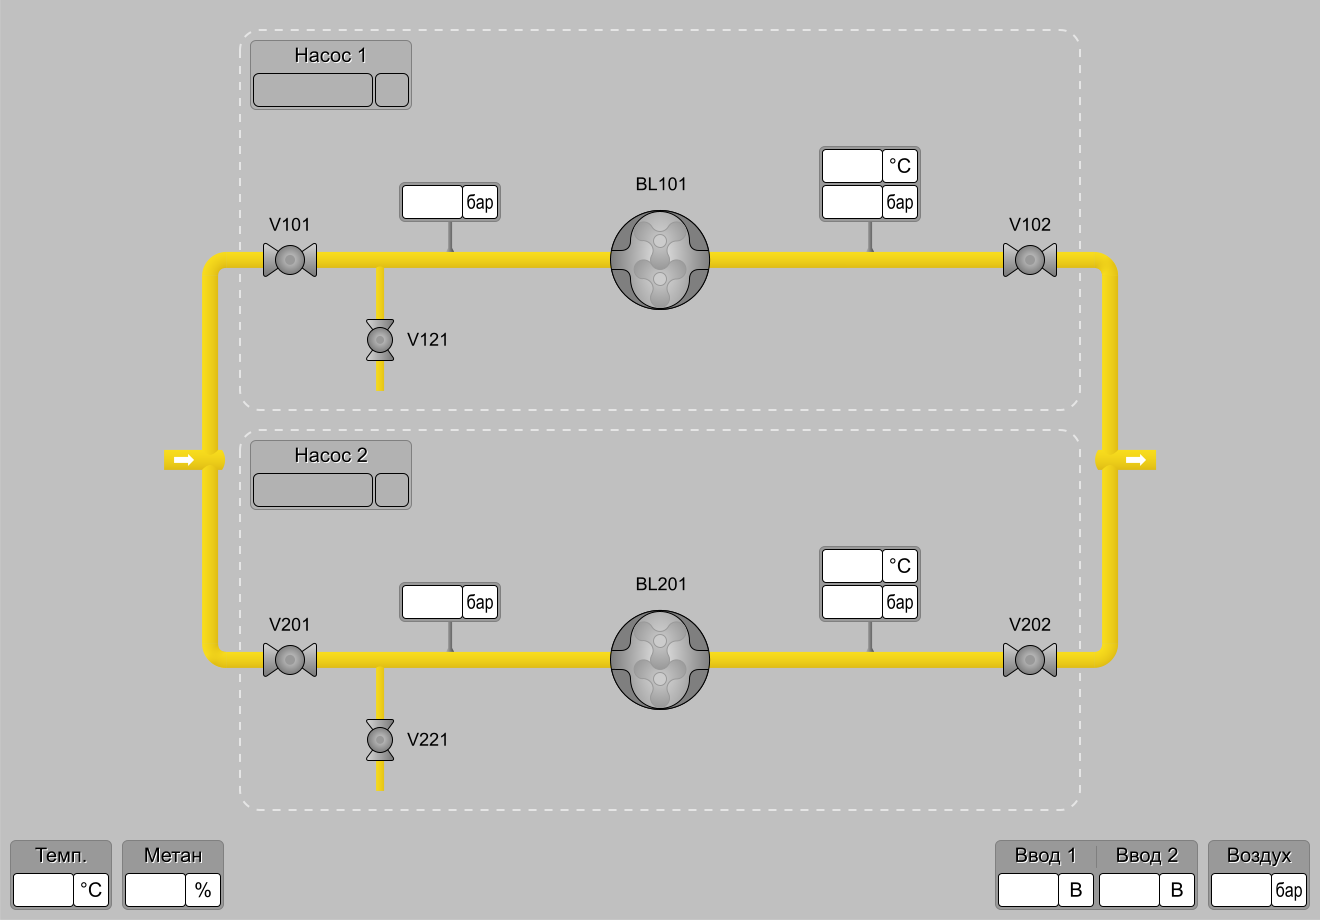 Насос 1
BL101
°C
бар
бар
V101
V102
V121
Насос 2
BL201
°C
бар
бар
V201
V202
V221
Темп.
°C
Метан
%
Ввод 1
В
Ввод 2
В
Воздух
бар